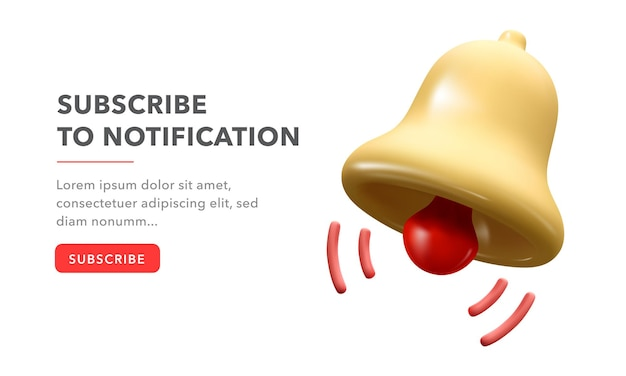 SUBSCRIBE
TO NOTIFICATION
Lorem ipsum dolor sit amet,
consectetuer adipiscing elit, sed
diam nonumm...
SUBSCRIBE